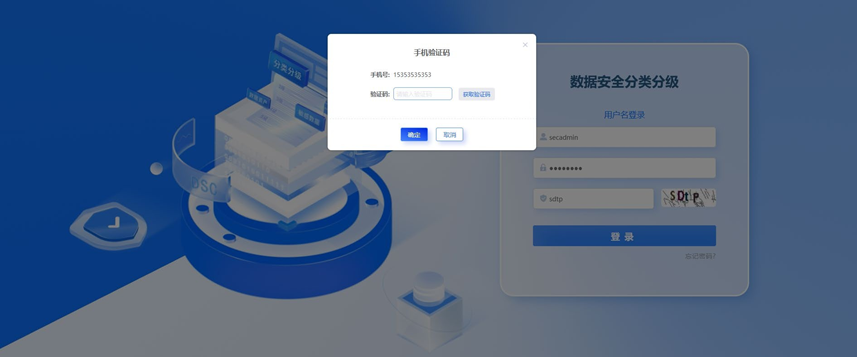 手机验证码
手机号: 15353535353
验证码: 请输入验证码 获取验证码
确定 取消
数据安全分类分级
用户名登录
secadmin
••••••••
sdtp SDtP
登录
忘记密码?
分类分级
DSC